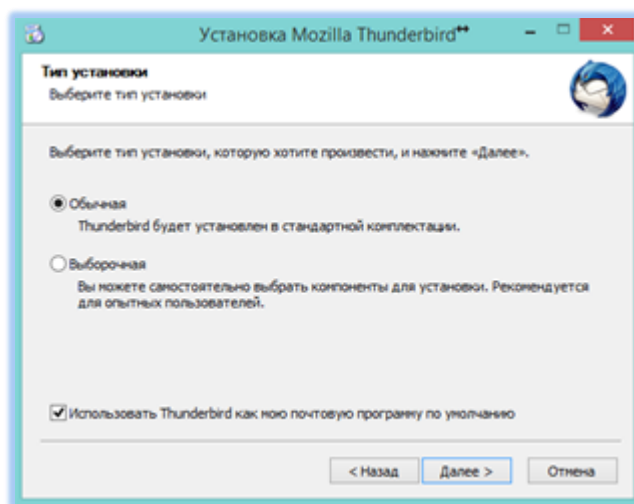 Установка Mozilla Thunderbird
Тип установки
Выберите тип установки
Выберите тип установки, которую хотите произвести, и нажмите «Далее».
Обычная
Thunderbird будет установлен в стандартной комплектации.
Выборочная
Вы можете самостоятельно выбрать компоненты для установки. Рекомендуется
для опытных пользователей.
Использовать Thunderbird как мою почтовую программу по умолчанию
< Назад
Далее >
Отмена